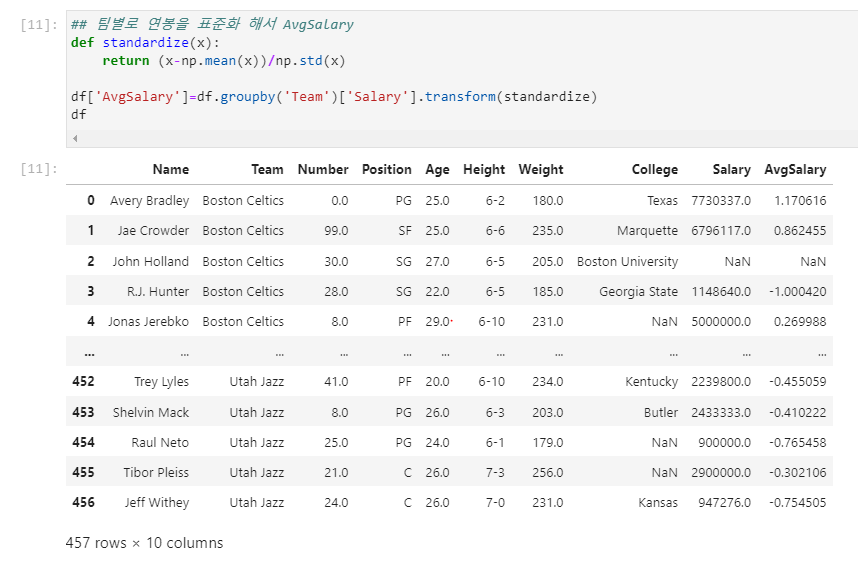 [11]: ## 팀별로 연봉을 표준화 해서 AvgSalary
def standardize(x):
    return (x-np.mean(x))/np.std(x)
df['AvgSalary']=df.groupby('Team')['Salary'].transform(standardize)
df
[11]: Name Team Number Position Age Height Weight College Salary AvgSalary
0 Avery Bradley Boston Celtics 0.0 PG 25.0 6-2 180.0 Texas 7730337.0 1.170616
1 Jae Crowder Boston Celtics 99.0 SF 25.0 6-6 235.0 Marquette 6796117.0 0.862455
2 John Holland Boston Celtics 30.0 SG 27.0 6-5 205.0 Boston University NaN NaN
3 R.J. Hunter Boston Celtics 28.0 SG 22.0 6-5 185.0 Georgia State 1148640.0 -1.000420
4 Jonas Jerebko Boston Celtics 8.0 PF 29.0 6-10 231.0 NaN 5000000.0 0.269988
... ... ... ... ... ... ... ... ... ... ...
452 Trey Lyles Utah Jazz 41.0 PF 20.0 6-10 234.0 Kentucky 2239800.0 -0.455059
453 Shelvin Mack Utah Jazz 8.0 PG 26.0 6-3 203.0 Butler 2433333.0 -0.410222
454 Raul Neto Utah Jazz 25.0 PG 24.0 6-1 179.0 NaN 900000.0 -0.765458
455 Tibor Pleiss Utah Jazz 21.0 C 26.0 7-3 256.0 NaN 2900000.0 -0.302106
456 Jeff Withey Utah Jazz 24.0 C 26.0 7-0 231.0 Kansas 947276.0 -0.754505
457 rows × 10 columns